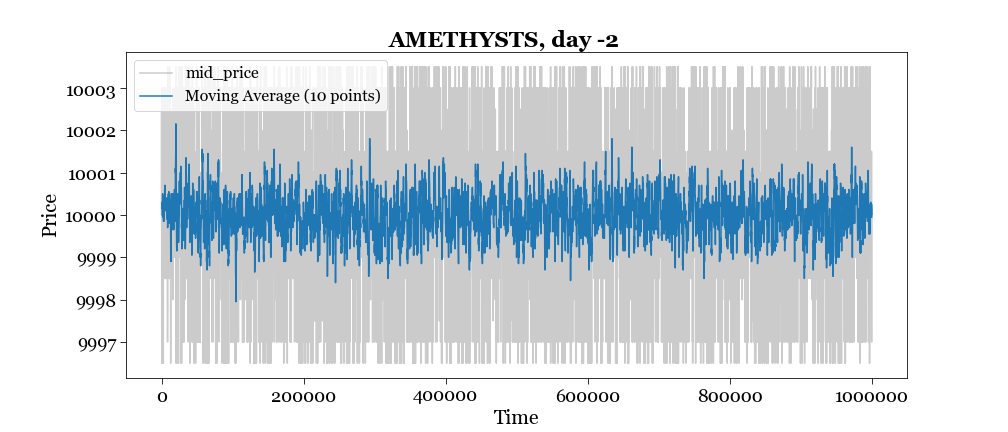 AMETHYSTS, day -2
mid_price
Moving Average (10 points)
Price
10003
10002
10001
10000
9999
9998
9997
0 200000 400000 600000 800000 1000000
Time